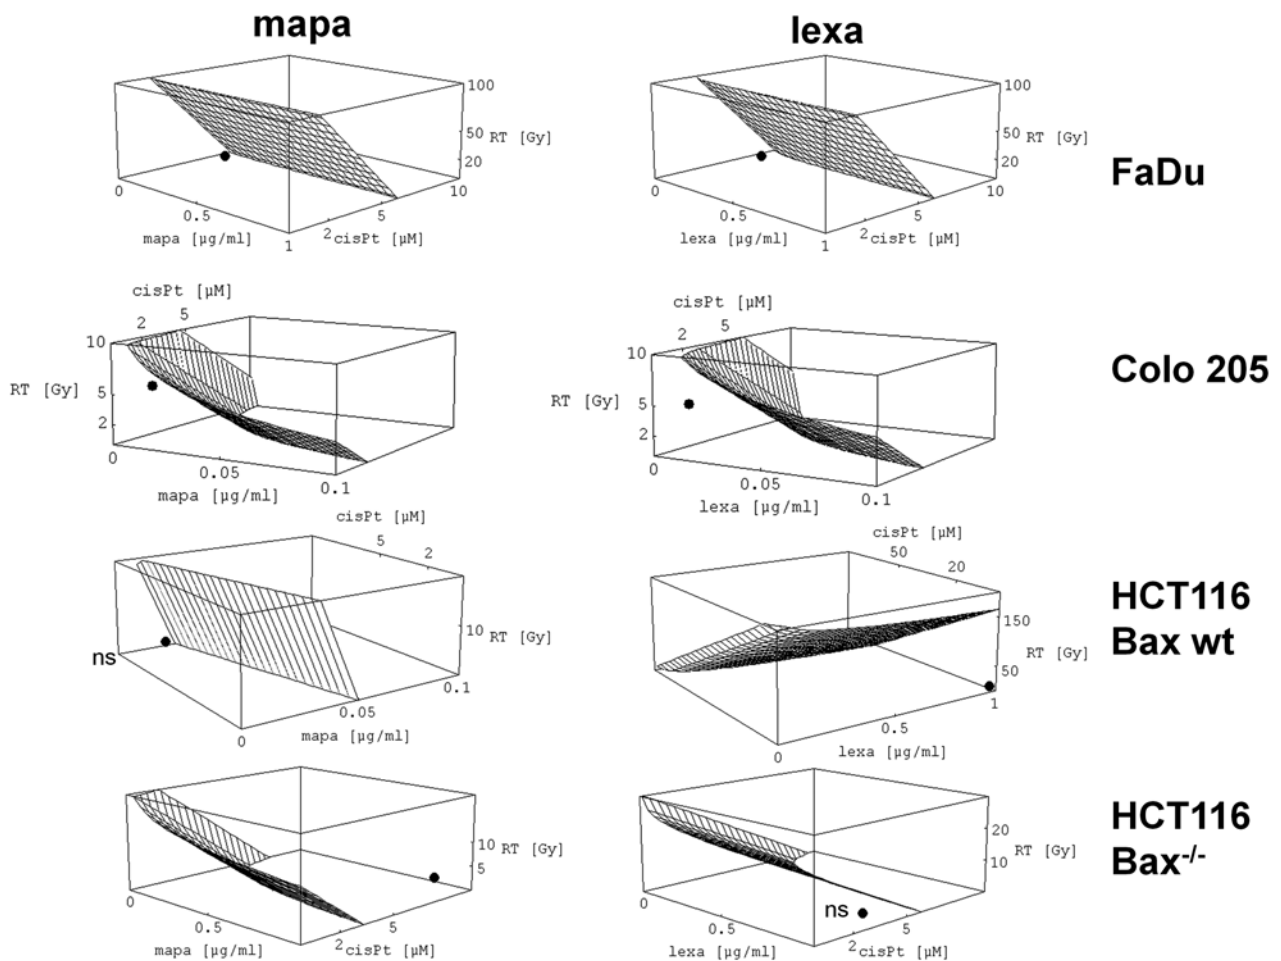 mapa
lexa
100
50
RT [Gy]
20
0
10
0.5
5
mapa [µg/ml]
2
cisPt [µM]
1
100
50
RT [Gy]
20
0
10
0.5
5
lexa [µg/ml]
2
cisPt [µM]
1
FaDu
cisPt [µM]
2
5
10
RT [Gy]
5
2
0
0.05
0.1
mapa [µg/ml]
cisPt [µM]
2
5
10
RT [Gy]
5
2
0
0.05
0.1
lexa [µg/ml]
Colo 205
cisPt [µM]
5
2
10
RT [Gy]
ns
0.1
0.05
mapa [µg/ml]
0
cisPt [µM]
50
20
150
RT [Gy]
50
1
0.5
lexa [µg/ml]
0
HCT116
Bax wt
10
RT [Gy]
5
0
0.5
5
mapa [µg/ml]
2
cisPt [µM]
20
10
RT [Gy]
0
ns
0.5
5
lexa [µg/ml]
2
cisPt [µM]
HCT116
Bax-/-